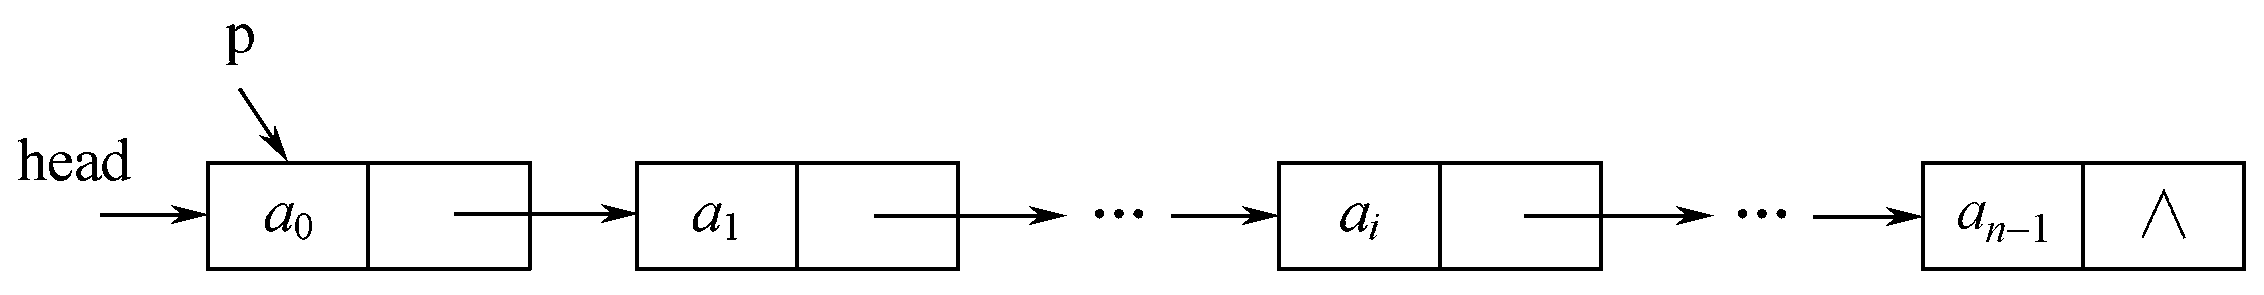 p
head
a₀ a₁ ··· aᵢ ··· aₙ₋₁ ∧